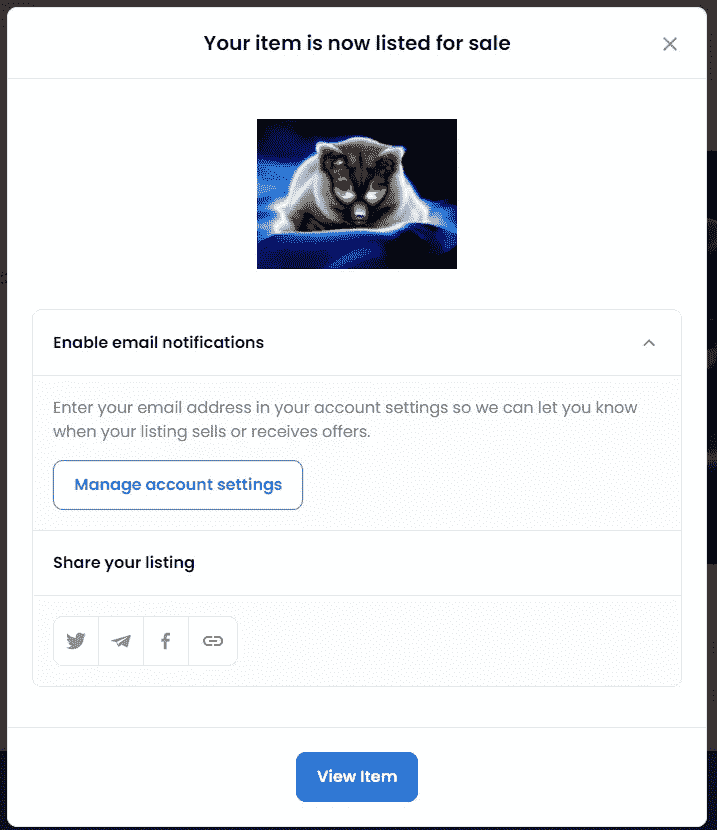 Your item is now listed for sale
Enable email notifications
Enter your email address in your account settings so we can let you know
when your listing sells or receives offers.
Manage account settings
Share your listing
View Item